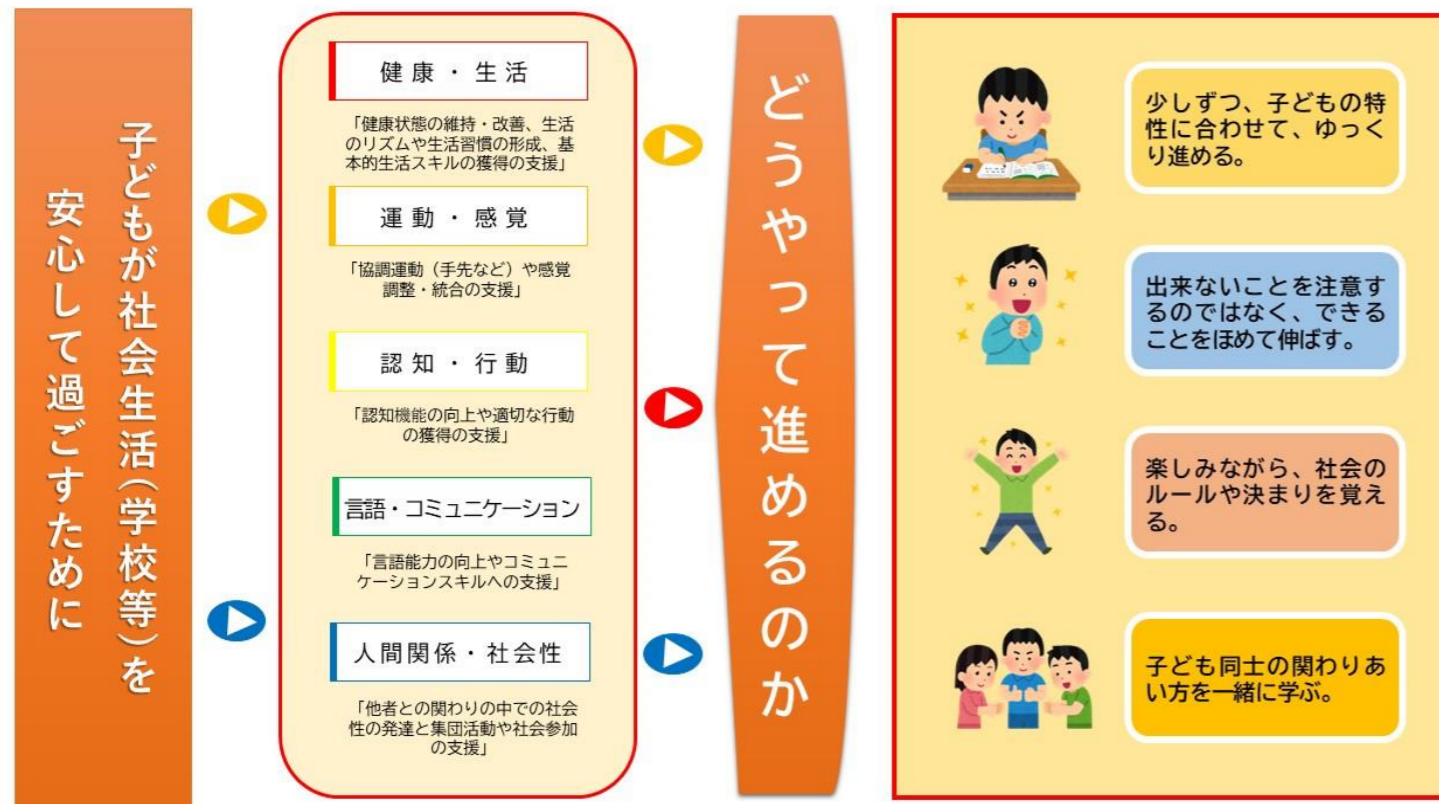 子どもが社会生活(学校等)を
安心して過ごすために
健康・生活
「健康状態の維持・改善、生活
のリズムや生活習慣の形成、基
本的生活スキルの獲得の支援」
運動・感覚
「協調運動（手先など）や感覚
調整・統合の支援」
認知・行動
「認知機能の向上や適切な行動
の獲得の支援」
言語・コミュニケーション
「言語能力の向上やコミュニ
ケーションスキルへの支援」
人間関係・社会性
「他者との関わりの中での社会
性の発達と集団活動や社会参加
の支援」
どうやって進めるのか
少しずつ、子どもの特
性に合わせて、ゆっく
り進める。
出来ないことを注意す
るのではなく、できる
ことをほめて伸ばす。
楽しみながら、社会の
ルールや決まりを覚え
る。
子ども同士の関わりあ
い方を一緒に学ぶ。